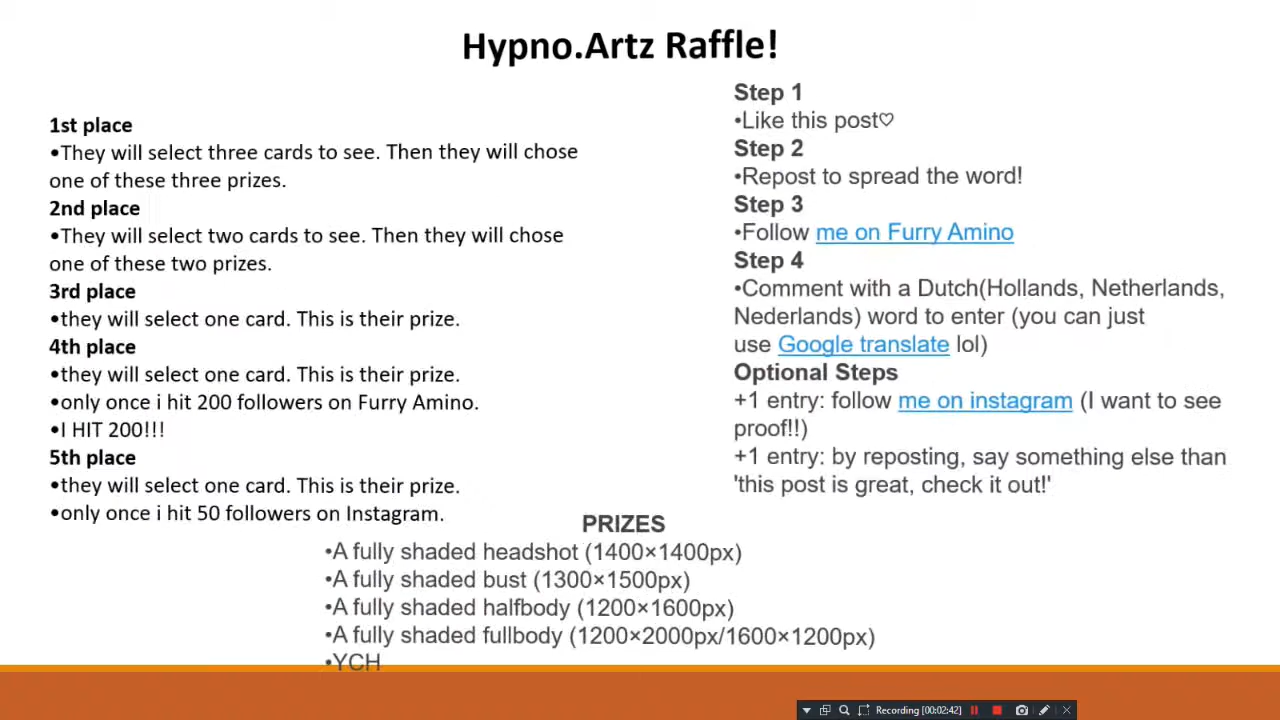 Hypno.Artz Raffle!
1st place
•They will select three cards to see. Then they will chose
one of these three prizes.
2nd place
•They will select two cards to see. Then they will chose
one of these two prizes.
3rd place
•they will select one card. This is their prize.
4th place
•they will select one card. This is their prize.
•only once i hit 200 followers on Furry Amino.
•I HIT 200!!!
5th place
•they will select one card. This is their prize.
•only once i hit 50 followers on Instagram.
Step 1
•Like this post♡
Step 2
•Repost to spread the word!
Step 3
•Follow me on Furry Amino
Step 4
•Comment with a Dutch(Hollands, Netherlands,
Nederlands) word to enter (you can just
use Google translate lol)
Optional Steps
+1 entry: follow me on instagram (I want to see
proof!!)
+1 entry: by reposting, say something else than
'this post is great, check it out!'
PRIZES
•A fully shaded headshot (1400×1400px)
•A fully shaded bust (1300×1500px)
•A fully shaded halfbody (1200×1600px)
•A fully shaded fullbody (1200×2000px/1600×1200px)
•YCH
Recording [00:02:42]